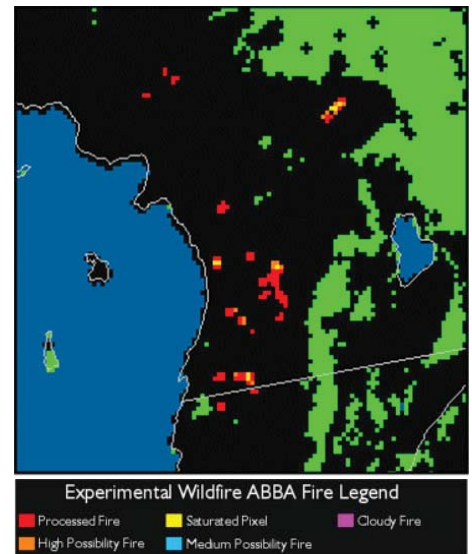 Experimental Wildfire ABBA Fire Legend
Processed Fire
Saturated Pixel
Cloudy Fire
High Possibility Fire
Medium Possibility Fire